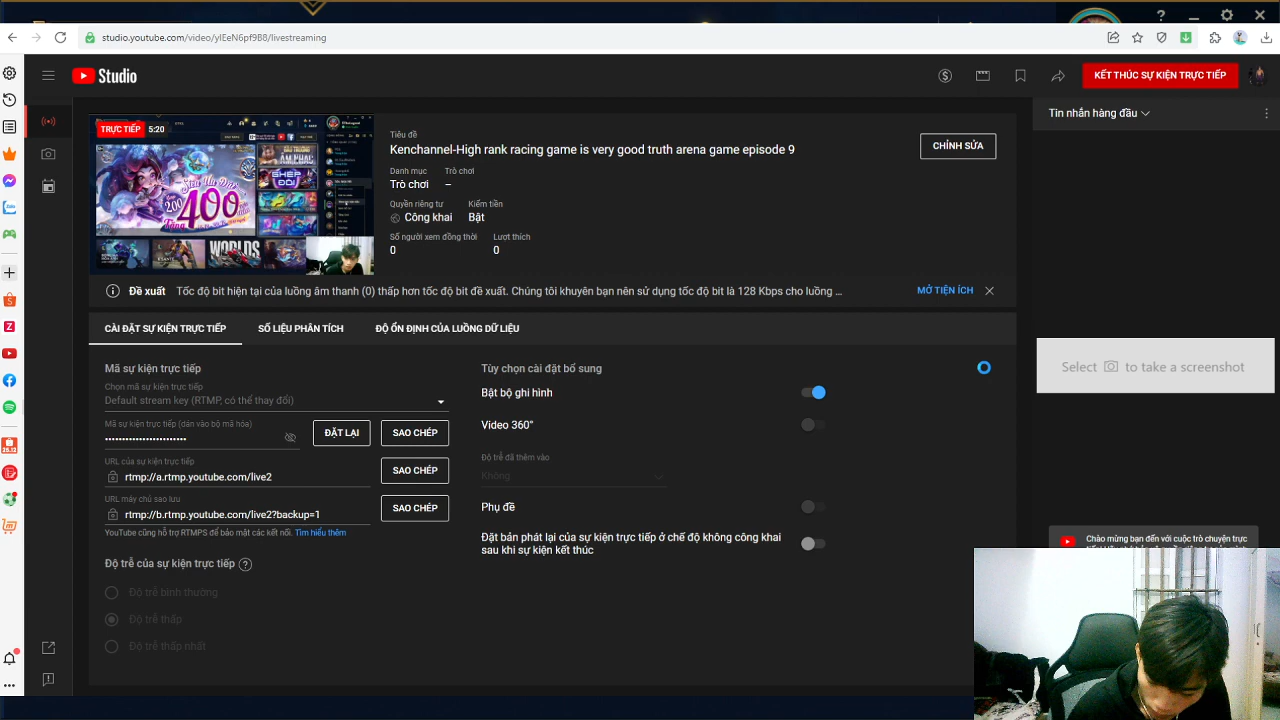 studio.youtube.com/video/ylEeN6pf9B8/livestreaming
Studio
KẾT THÚC SỰ KIỆN TRỰC TIẾP
Tin nhắn hàng đầu
TRỰC TIẾP 5:20
Siêu Ưu Đãi
200
400
WORLDS
Tiêu đề
Kenchannel-High rank racing game is very good truth arena game episode 9
CHỈNH SỬA
Danh mục Trò chơi
Trò chơi –
Quyền riêng tư Kiếm tiền
Công khai Bật
Số người xem đồng thời Lượt thích
0 0
Đề xuất Tốc độ bit hiện tại của luồng âm thanh (0) thấp hơn tốc độ bit đề xuất. Chúng tôi khuyên bạn nên sử dụng tốc độ bit là 128 Kbps cho luồng ...
MỞ TIỆN ÍCH
CÀI ĐẶT SỰ KIỆN TRỰC TIẾP SỐ LIỆU PHÂN TÍCH ĐỘ ỔN ĐỊNH CỦA LUỒNG DỮ LIỆU
Mã sự kiện trực tiếp
Chọn mã sự kiện trực tiếp
Default stream key (RTMP, có thể thay đổi)
Mã sự kiện trực tiếp (dán vào bộ mã hóa)
ĐẶT LẠI
SAO CHÉP
URL của sự kiện trực tiếp
rtmp://a.rtmp.youtube.com/live2
SAO CHÉP
URL máy chủ sao lưu
rtmp://b.rtmp.youtube.com/live2?backup=1
SAO CHÉP
YouTube cũng hỗ trợ RTMPS để bảo mật các kết nối. Tìm hiểu thêm
Độ trễ của sự kiện trực tiếp
Độ trễ bình thường
Độ trễ thấp
Độ trễ thấp nhất
Tùy chọn cài đặt bổ sung
Bật bộ ghi hình
Video 360°
Độ trễ đã thêm vào
Không
Phụ đề
Đặt bản phát lại của sự kiện trực tiếp ở chế độ không công khai
sau khi sự kiện kết thúc
Select to take a screenshot
Chào mừng bạn đến với cuộc trò chuyện trực